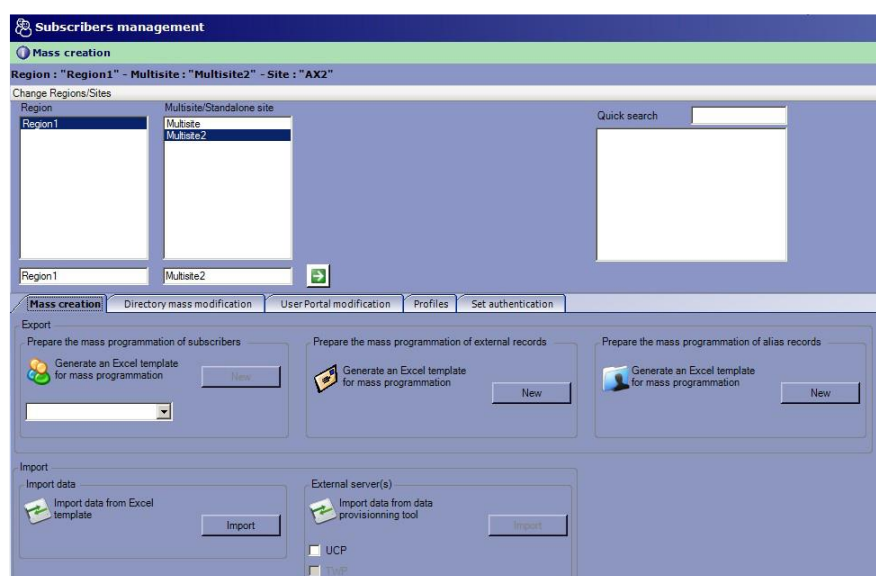 Subscribers management
Mass creation
Region : "Region1" - Multisite : "Multisite2" - Site : "AX2"
Change Regions/Sites
Region
Multisite/Standalone site
Quick search
Region1
Multisite
Multisite2
Region1
Multisite2
Mass creation
Directory mass modification
User Portal modification
Profiles
Set authentication
Export
Prepare the mass programmation of subscribers
Generate an Excel template
for mass programmation
New
Prepare the mass programmation of external records
Generate an Excel template
for mass programmation
New
Prepare the mass programmation of alias records
Generate an Excel template
for mass programmation
New
Import
Import data
Import data from Excel
template
Import
External server(s)
Import data from data
provisionning tool
Import
UCP